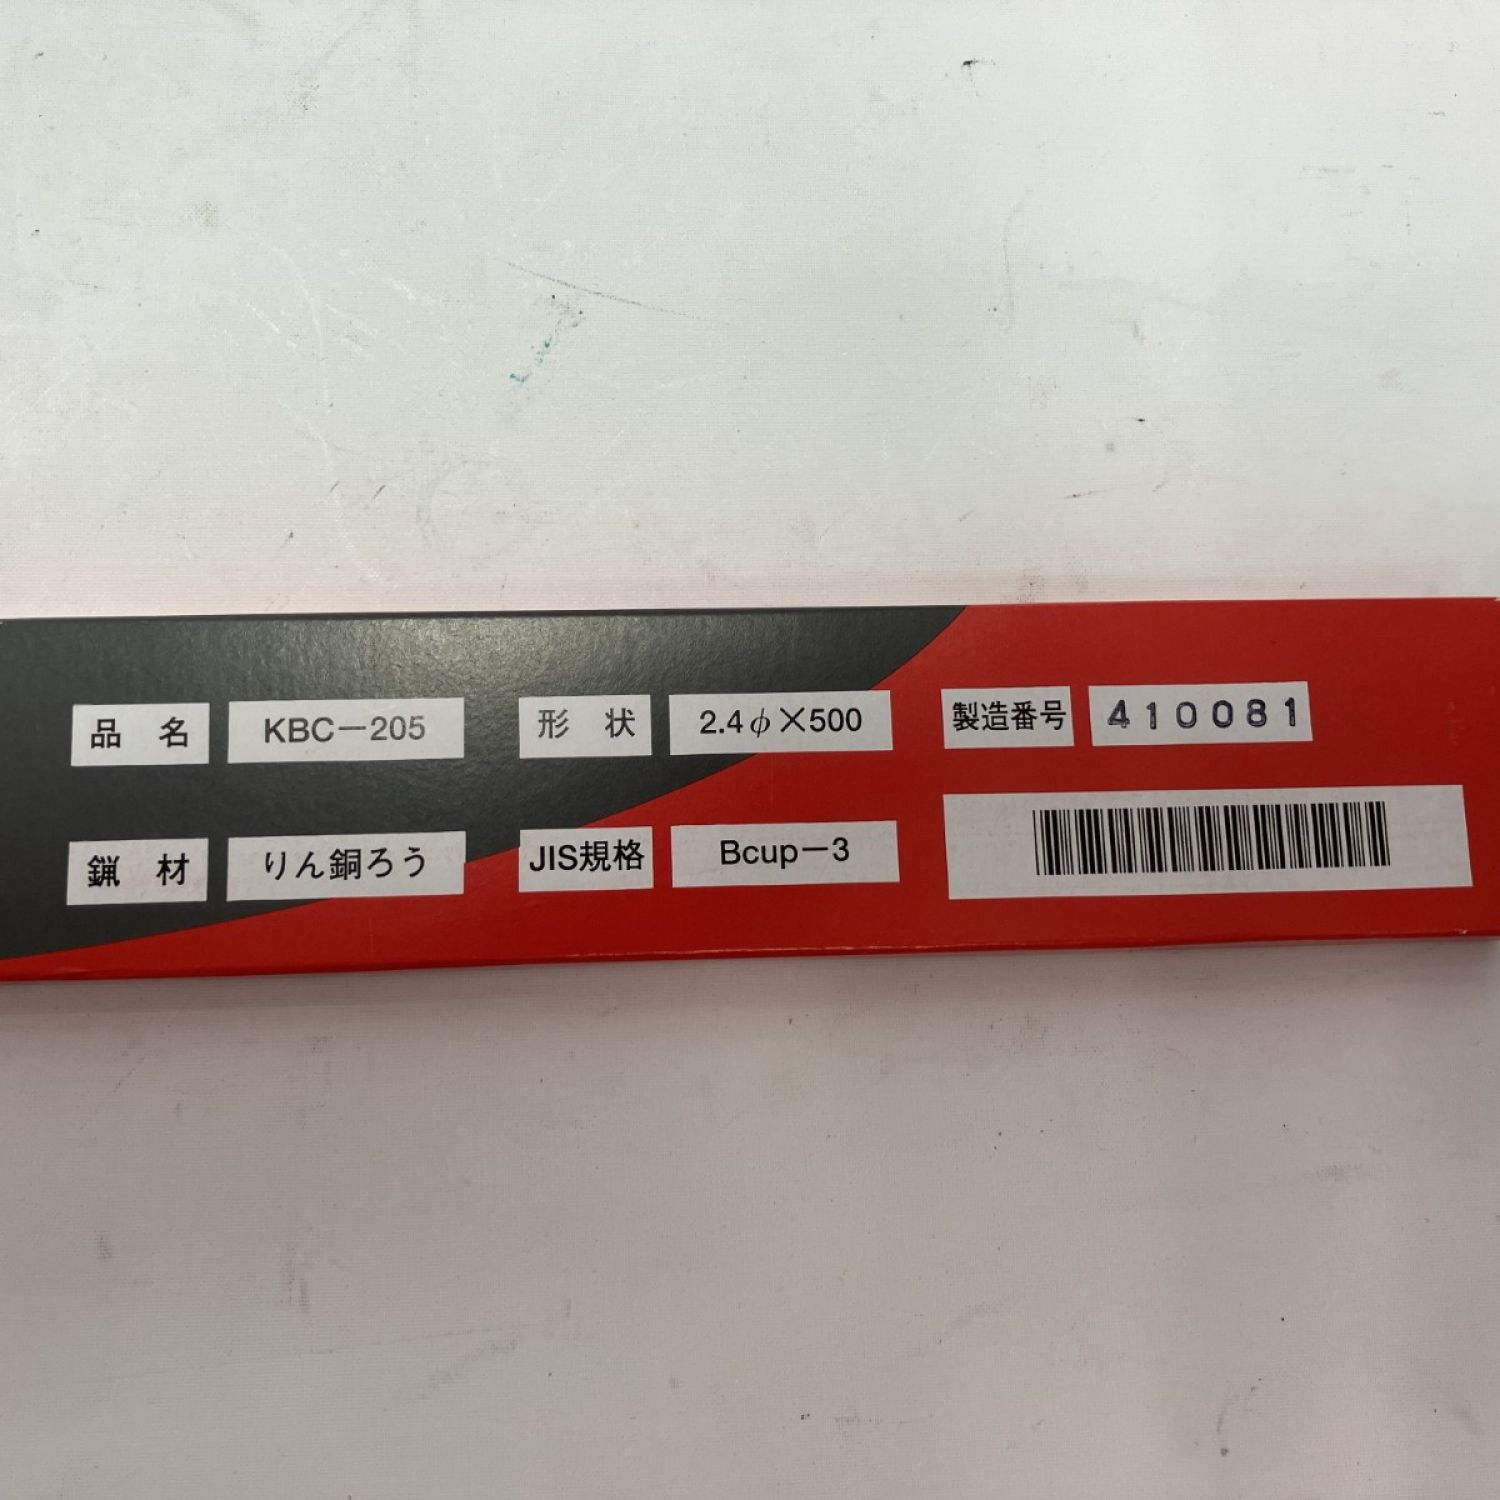 品 名 KBC－205 形 状 2.4φ×500 製造番号 410081
鑞 材 りん銅ろう JIS規格 Bcup－3